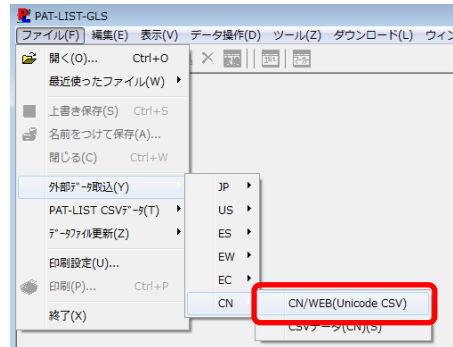 PAT-LIST-GLS
ファイル(F) 編集(E) 表示(V) データ操作(D) ツール(Z) ダウンロード(L) ウィン
開く(O)... Ctrl+O
最近使ったファイル(W)
上書き保存(S) Ctrl+S
名前をつけて保存(A)...
閉じる(C) Ctrl+W
外部ﾃﾞｰﾀ取込(Y) JP
PAT-LIST CSVﾃﾞｰﾀ(T) US
ﾃﾞｰﾀﾌｧｲﾙ更新(Z) ES
印刷設定(U)... EW
印刷(P)... Ctrl+P EC
終了(X) CN CN/WEB(Unicode CSV)
CSVデータ(CN)(S)